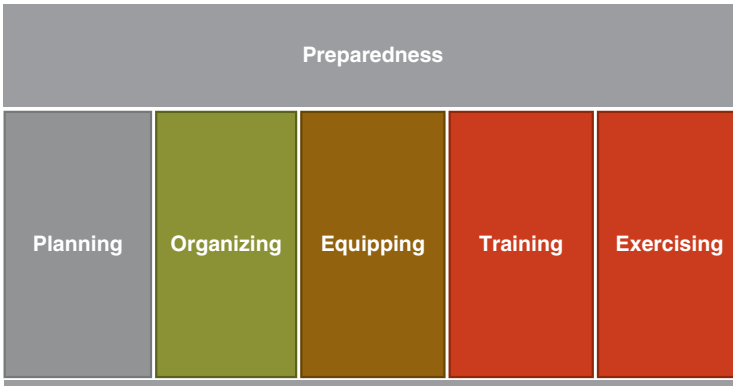 Preparedness
Planning
Organizing
Equipping
Training
Exercising